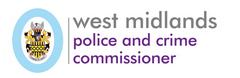 west midlands
police and crime
commissioner